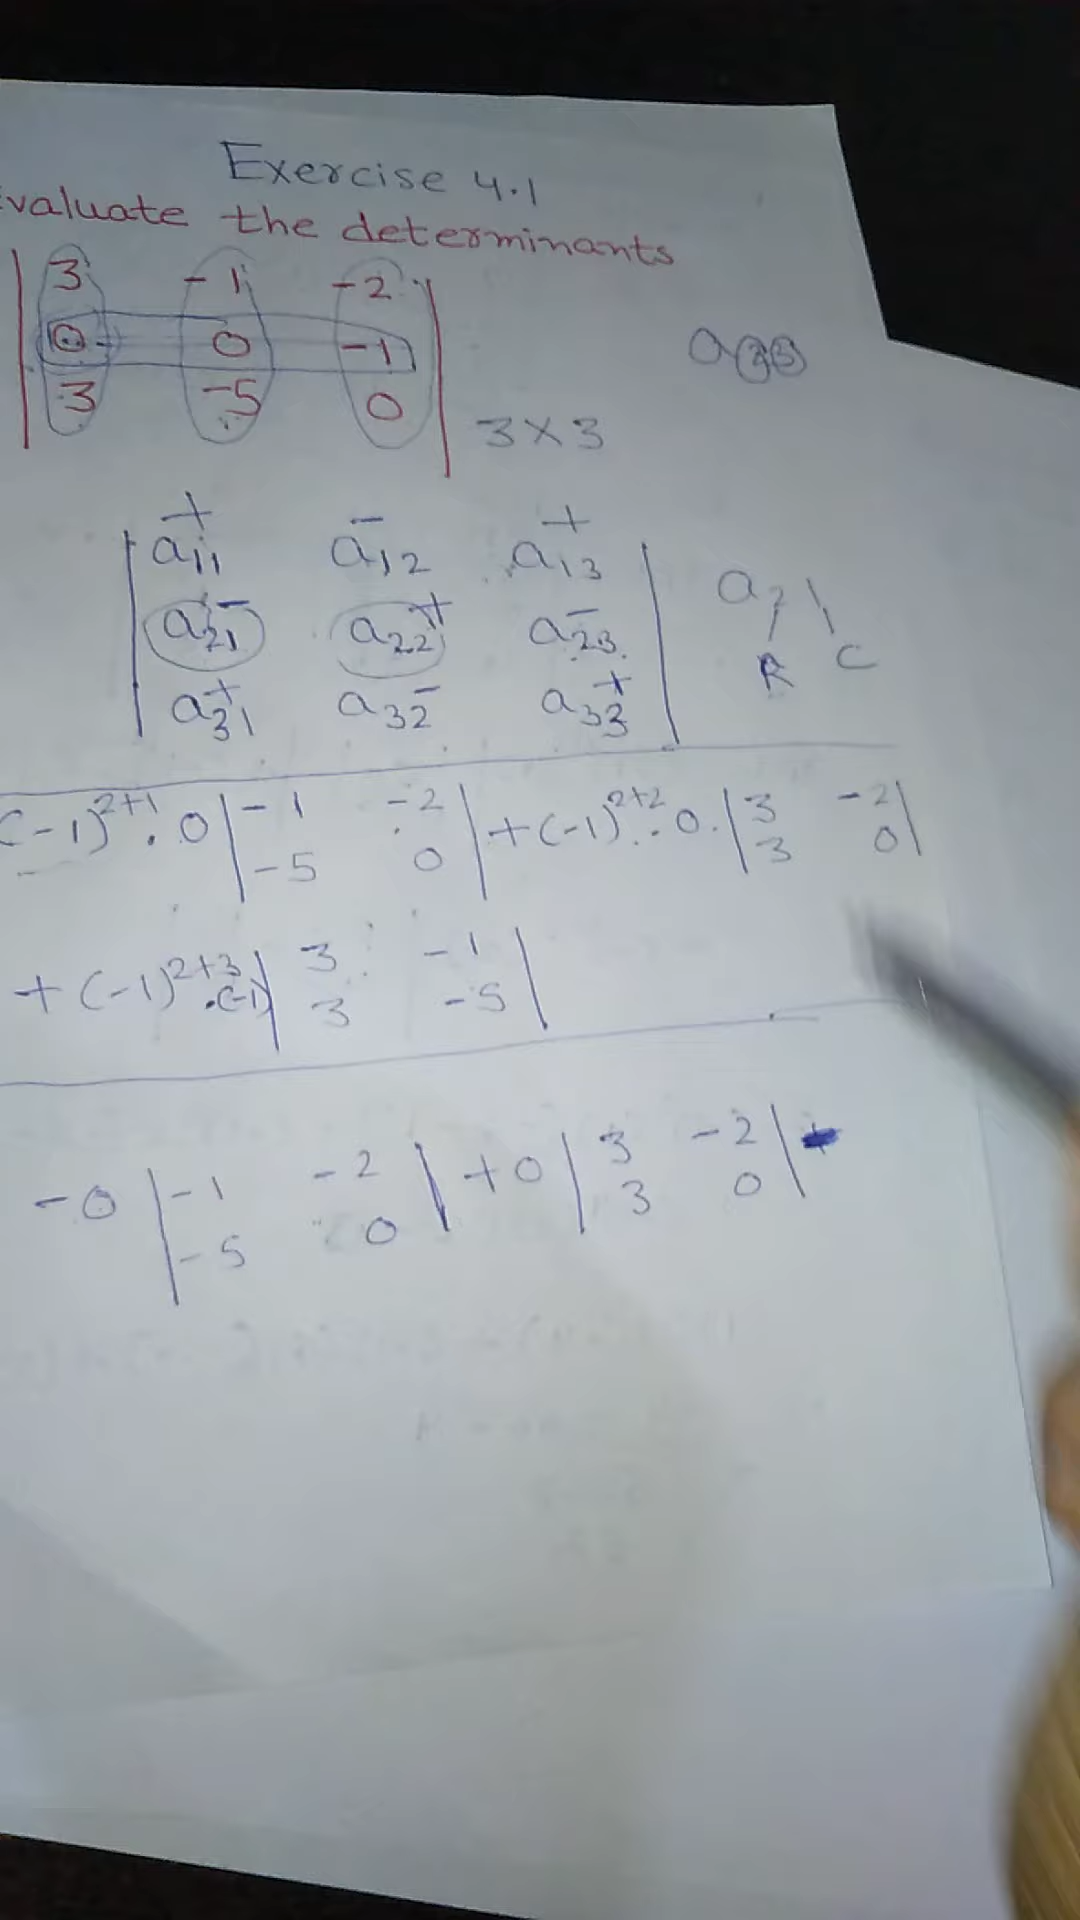 Exercise 4.1
valuate the determinants
| 3 -1 -2 |
| 0 0 -1 |
| 3 -5 0 | 3×3
a33
+ - +
a11 a12 a13
a21 - a22 + a23 -
a31 + a32 - a33 +
a21
R C
(-1)^2+1 . 0 | -1 -2 | + (-1)^2+2 . 0 . | 3 -2 |
| -5 0 | | 3 0 |
+ (-1)^2+3 .(-1) | 3 -1 |
| 3 -5 |
-0 | -1 -2 | + 0 | 3 -2 |
| -5 0 | | 3 0 |